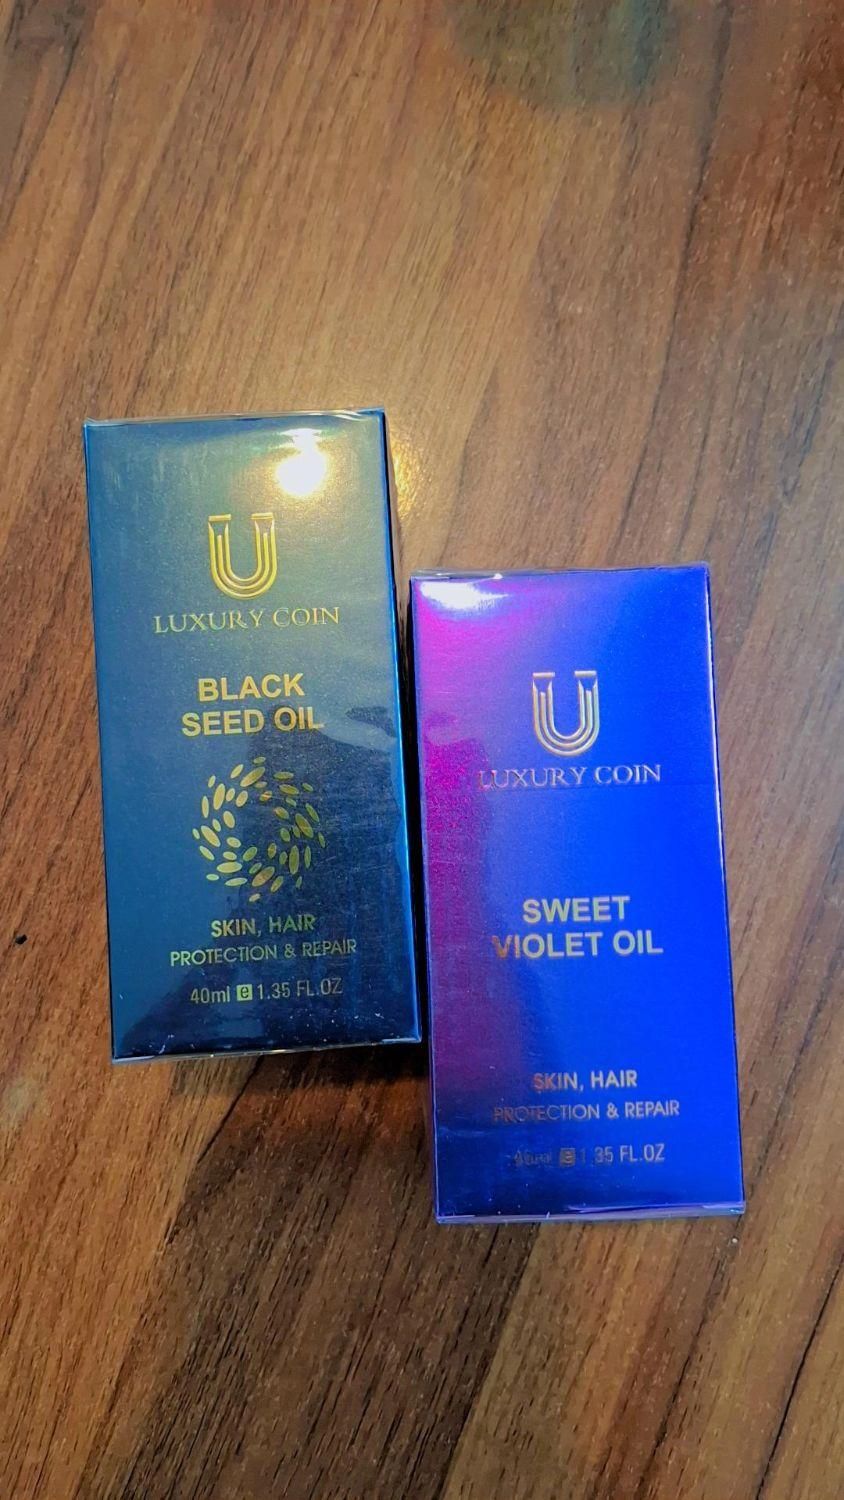 LUXURY COIN
BLACK
SEED OIL
SKIN, HAIR
PROTECTION & REPAIR
40ml e 1.35 FL.OZ
LUXURY COIN
SWEET
VIOLET OIL
SKIN, HAIR
PROTECTION & REPAIR
40ml e 1.35 FL.OZ